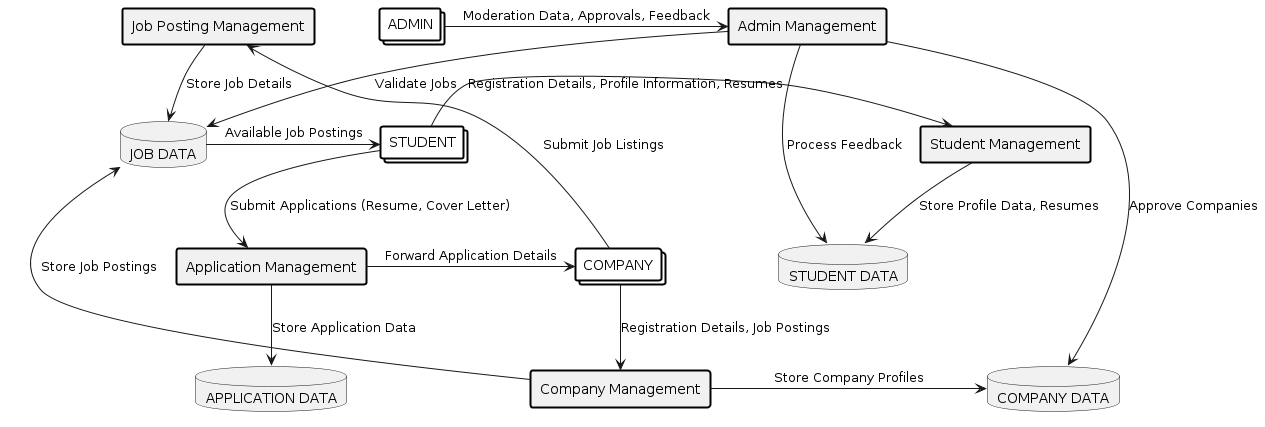 Job Posting Management
ADMIN
Moderation Data, Approvals, Feedback
Admin Management
Store Job Details
Validate Jobs
Registration Details, Profile Information, Resumes
JOB DATA
Available Job Postings
STUDENT
Submit Job Listings
Process Feedback
Student Management
Submit Applications (Resume, Cover Letter)
Store Profile Data, Resumes
Approve Companies
Store Job Postings
Application Management
Forward Application Details
COMPANY
STUDENT DATA
Store Application Data
Registration Details, Job Postings
APPLICATION DATA
Company Management
Store Company Profiles
COMPANY DATA